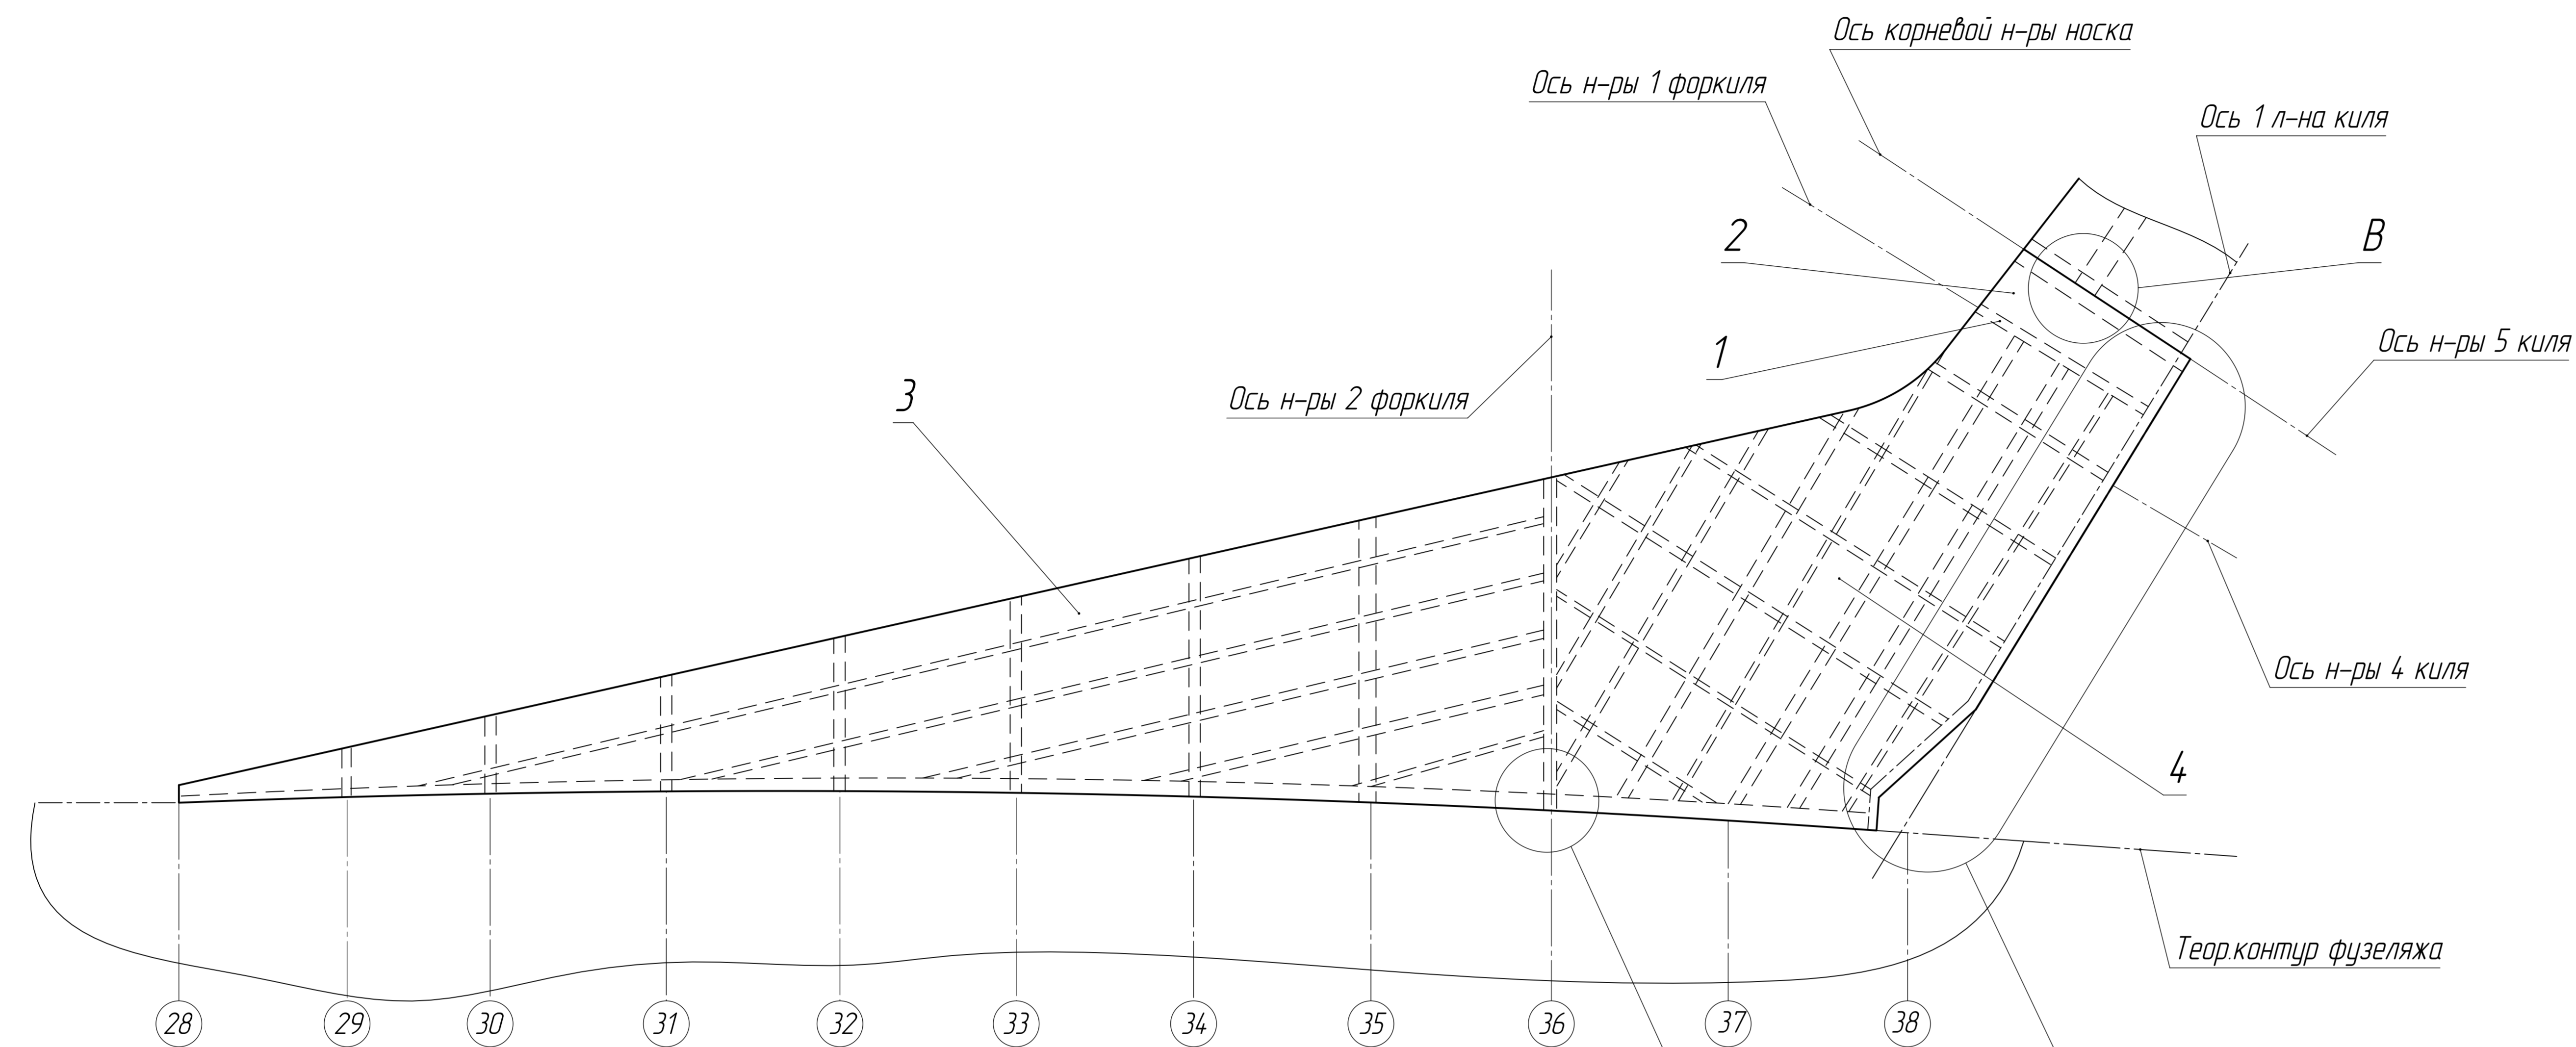 Ось корневой н-ры носка
Ось н-ры 1 форкиля
Ось 1 л-на киля
2
В
1
Ось н-ры 5 киля
3
Ось н-ры 2 форкиля
Ось н-ры 4 киля
4
Теор.контур фузеляжа
28 29 30 31 32 33 34 35 36 37 38